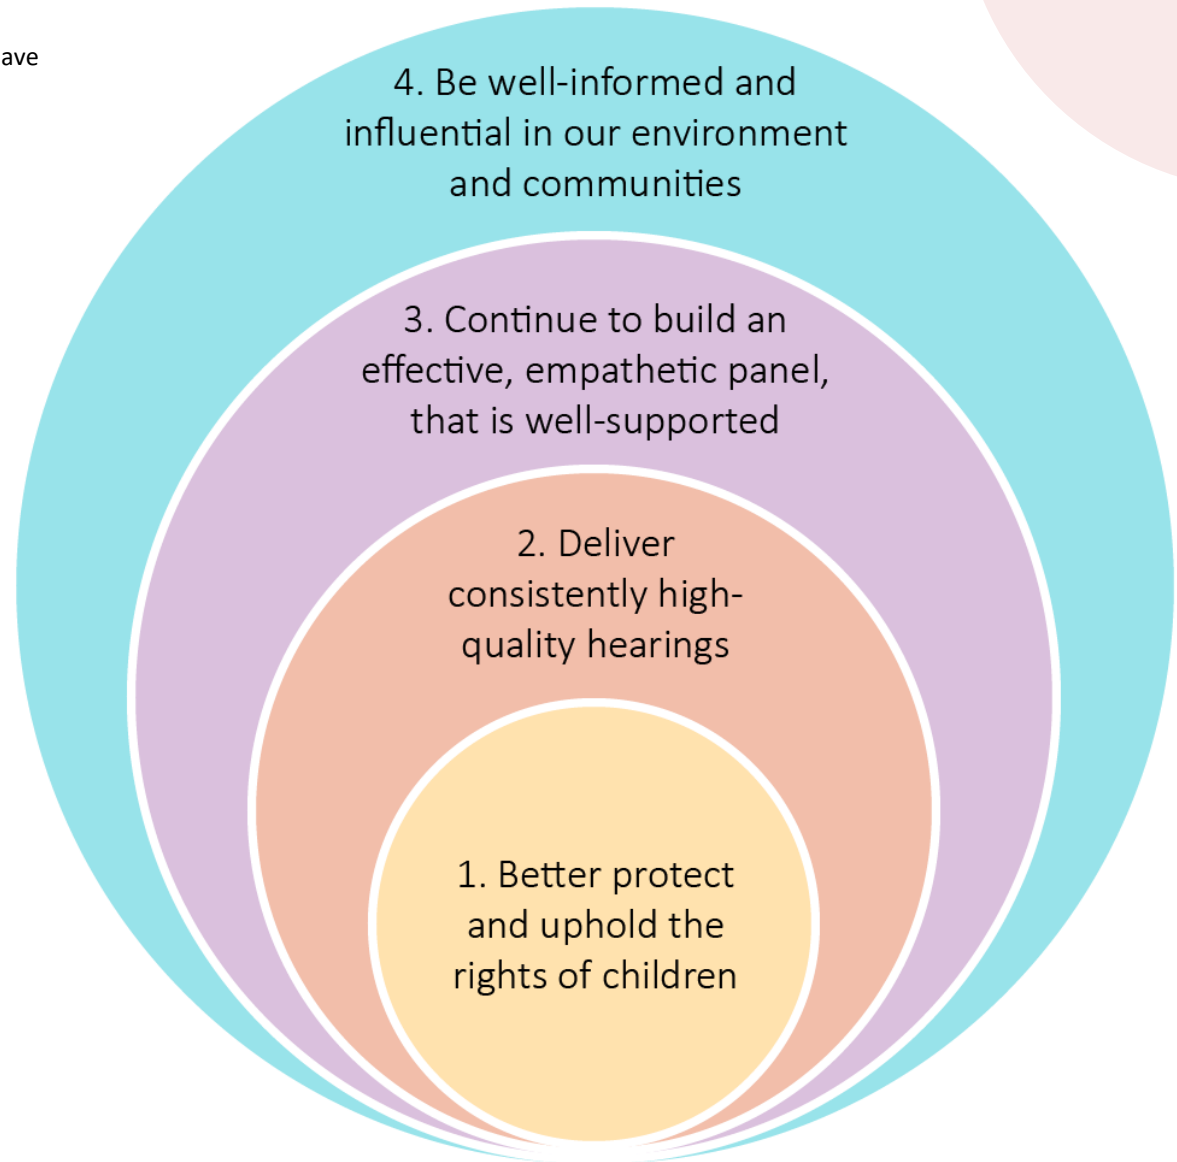 ave
4. Be well-informed and
influential in our environment
and communities
3. Continue to build an
effective, empathetic panel,
that is well-supported
2. Deliver
consistently high-
quality hearings
1. Better protect
and uphold the
rights of children